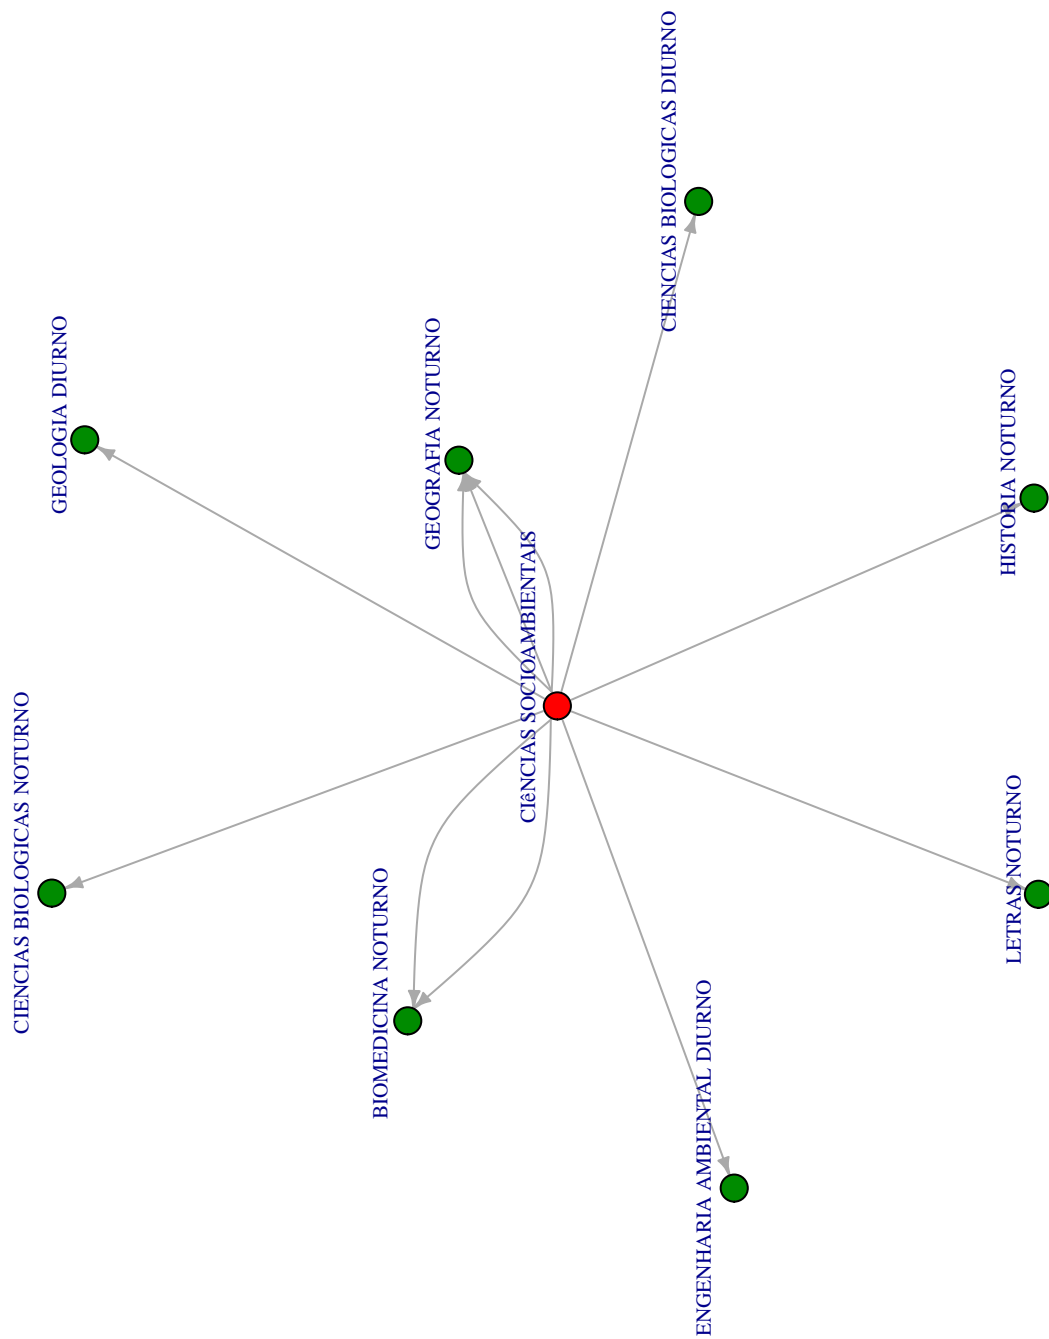 CIENCIAS BIOLOGICAS DIURNO
GEOLOGIA DIURNO
GEOGRAFIA NOTURNO
HISTORIA NOTURNO
CIêNCIAS SOCIOAMBIENTAIS
CIENCIAS BIOLOGICAS NOTURNO
LETRAS NOTURNO
BIOMEDICINA NOTURNO
ENGENHARIA AMBIENTAL DIURNO